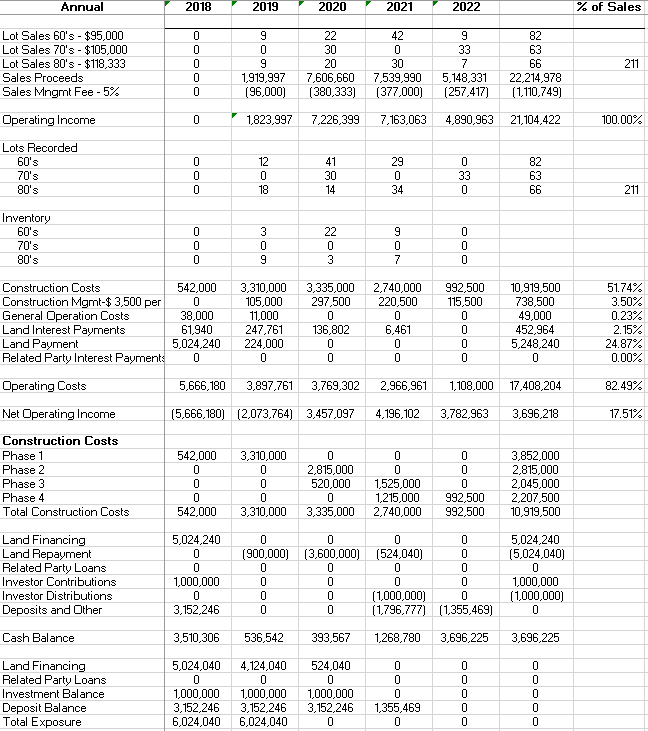 Annual 2018 2019 2020 2021 2022 % of Sales
Lot Sales 60's - $95,000 0 9 22 42 9 82
Lot Sales 70's - $105,000 0 0 30 0 33 63
Lot Sales 80's - $118,333 0 9 20 30 7 66 211
Sales Proceeds 0 1,919,997 7,606,660 7,539,990 5,148,331 22,214,978
Sales Mngmt Fee - 5% 0 (96,000) (380,333) (377,000) (257,417) (1,110,749)
Operating Income 0 1,823,997 7,226,399 7,163,063 4,890,963 21,104,422 100.00%
Lots Recorded
60's 0 12 41 29 0 82
70's 0 0 30 0 33 63
80's 0 18 14 34 0 66 211
Inventory
60's 0 3 22 9 0
70's 0 0 0 0 0
80's 0 9 3 7 0
Construction Costs 542,000 3,310,000 3,335,000 2,740,000 992,500 10,919,500 51.74%
Construction Mgmt-$ 3,500 per 0 105,000 297,500 220,500 115,500 738,500 3.50%
General Operation Costs 38,000 11,000 0 0 0 49,000 0.23%
Land Interest Payments 61,940 247,761 136,802 6,461 0 452,964 2.15%
Land Payment 5,024,240 224,000 0 0 0 5,248,240 24.87%
Related Party Interest Payments 0 0 0 0 0 0 0.00%
Operating Costs 5,666,180 3,897,761 3,769,302 2,966,961 1,108,000 17,408,204 82.49%
Net Operating Income (5,666,180) (2,073,764) 3,457,097 4,196,102 3,782,963 3,696,218 17.51%
Construction Costs
Phase 1 542,000 3,310,000 0 0 0 3,852,000
Phase 2 0 0 2,815,000 0 0 2,815,000
Phase 3 0 0 520,000 1,525,000 0 2,045,000
Phase 4 0 0 0 1,215,000 992,500 2,207,500
Total Construction Costs 542,000 3,310,000 3,335,000 2,740,000 992,500 10,919,500
Land Financing 5,024,240 0 0 0 0 5,024,240
Land Repayment 0 (900,000) (3,600,000) (524,040) 0 (5,024,040)
Related Party Loans 0 0 0 0 0 0
Investor Contributions 1,000,000 0 0 0 0 1,000,000
Investor Distributions 0 0 0 (1,000,000) 0 (1,000,000)
Deposits and Other 3,152,246 0 0 (1,796,777) (1,355,469) 0
Cash Balance 3,510,306 536,542 393,567 1,268,780 3,696,225 3,696,225
Land Financing 5,024,040 4,124,040 524,040 0 0 0
Related Party Loans 0 0 0 0 0 0
Investment Balance 1,000,000 1,000,000 1,000,000 0 0 0
Deposit Balance 3,152,246 3,152,246 3,152,246 1,355,469 0 0
Total Exposure 6,024,040 6,024,040 0 0 0 0